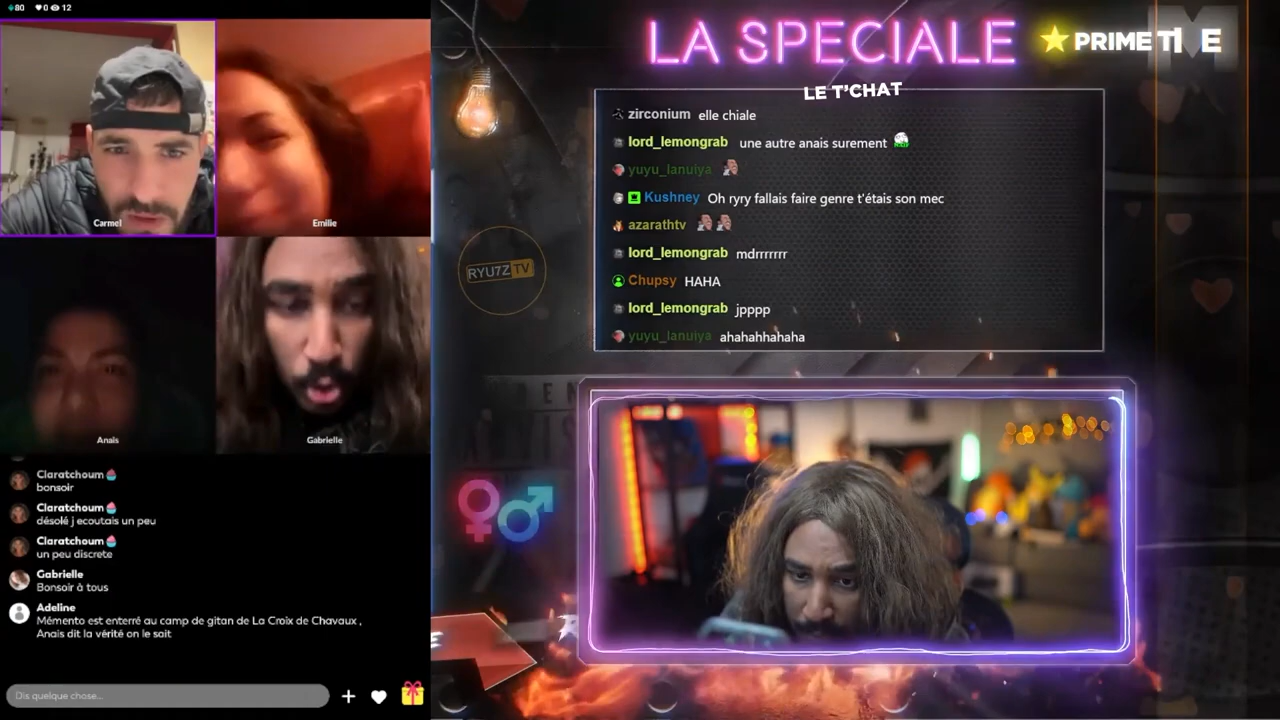 80 0 12
Carmel
Emilie
Anaïs
Gabrielle
Claratchoum
bonsoir
Claratchoum
désolé j ecoutais un peu
Claratchoum
un peu discrete
Gabrielle
Bonsoir à tous
Adeline
Mémento est enterré au camp de gitan de La Croix de Chavaux ,
Anais dit la vérité on le sait
Dis quelque chose...
LA SPECIALE
PRIME
LE T'CHAT
zirconium elle chiale
lord_lemongrab une autre anais surement
yuyu_lanuiya
Kushney Oh ryry fallais faire genre t'étais son mec
azarathtv
lord_lemongrab mdrrrrrrr
Chupsy HAHA
lord_lemongrab jpppp
yuyu_lanuiya ahahahhahaha
RYU7Z TV